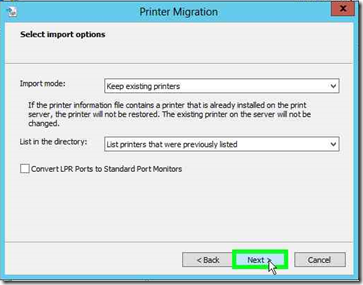 Printer Migration
x
Select import options
Import mode: Keep existing printers
If the printer information file contains a printer that is already installed on the print
server, the printer will not be restored. The existing printer on the server will not be
changed.
List in the directory: List printers that were previously listed
Convert LPR Ports to Standard Port Monitors
< Back Next > Cancel